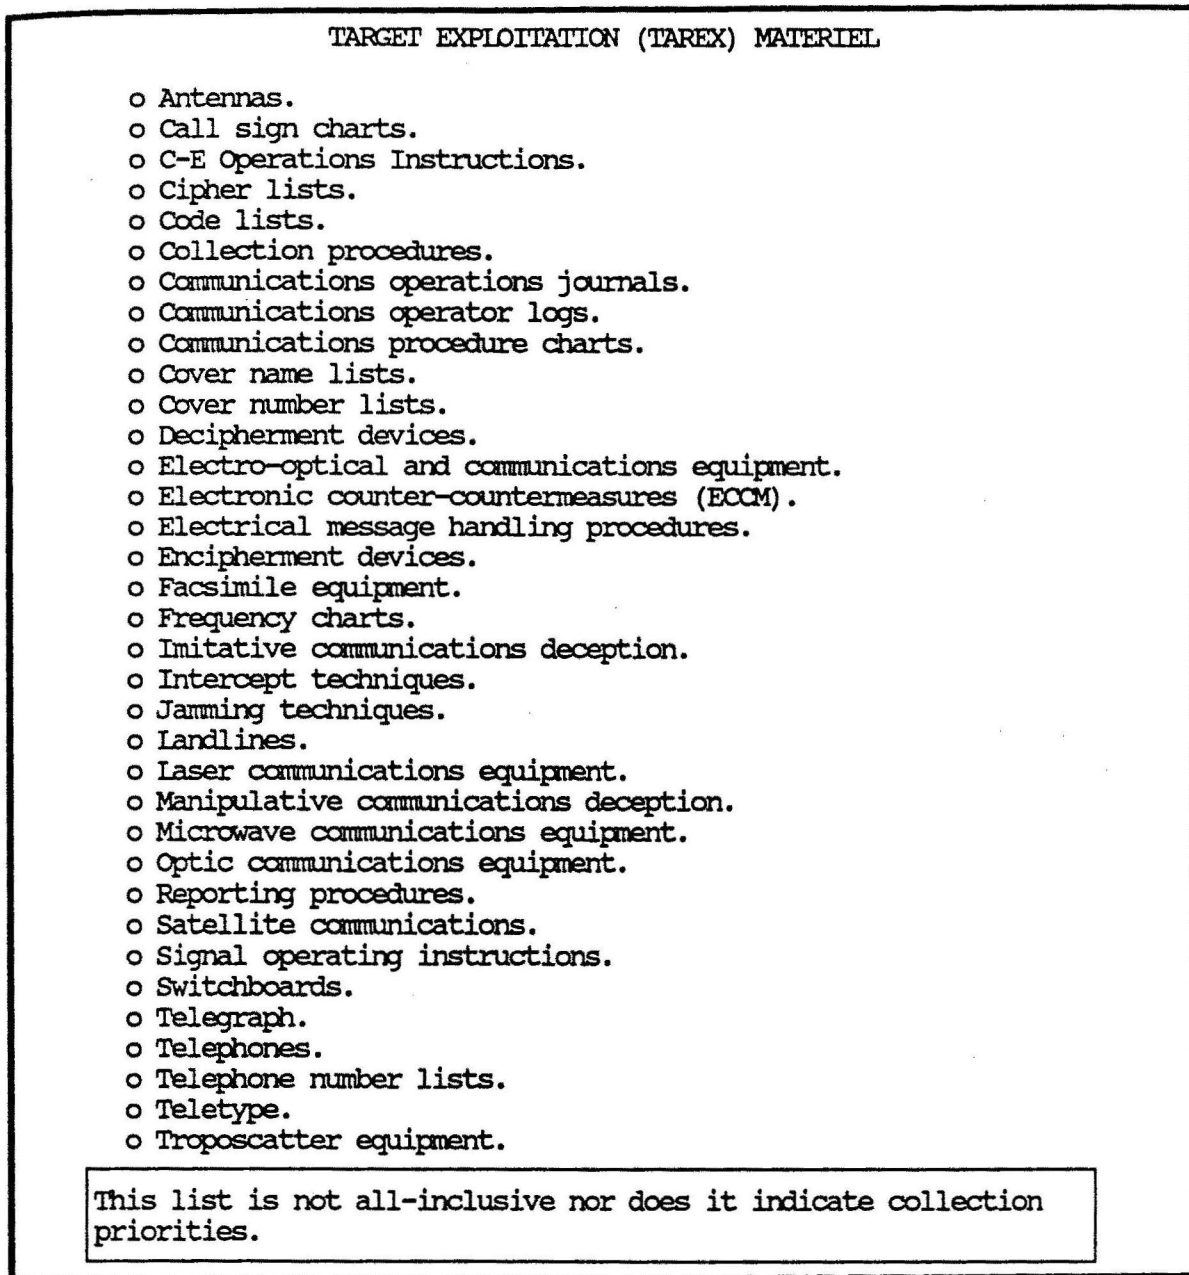 TARGET EXPLOITATION (TAREX) MATERIEL
o Antennas.
o Call sign charts.
o C-E Operations Instructions.
o Cipher lists.
o Code lists.
o Collection procedures.
o Communications operations journals.
o Communications operator logs.
o Communications procedure charts.
o Cover name lists.
o Cover number lists.
o Decipherment devices.
o Electro-optical and communications equipment.
o Electronic counter-countermeasures (ECCM).
o Electrical message handling procedures.
o Encipherment devices.
o Facsimile equipment.
o Frequency charts.
o Imitative communications deception.
o Intercept techniques.
o Jamming techniques.
o Landlines.
o Laser communications equipment.
o Manipulative communications deception.
o Microwave communications equipment.
o Optic communications equipment.
o Reporting procedures.
o Satellite communications.
o Signal operating instructions.
o Switchboards.
o Telegraph.
o Telephones.
o Telephone number lists.
o Teletype.
o Troposcatter equipment.
This list is not all-inclusive nor does it indicate collection
priorities.